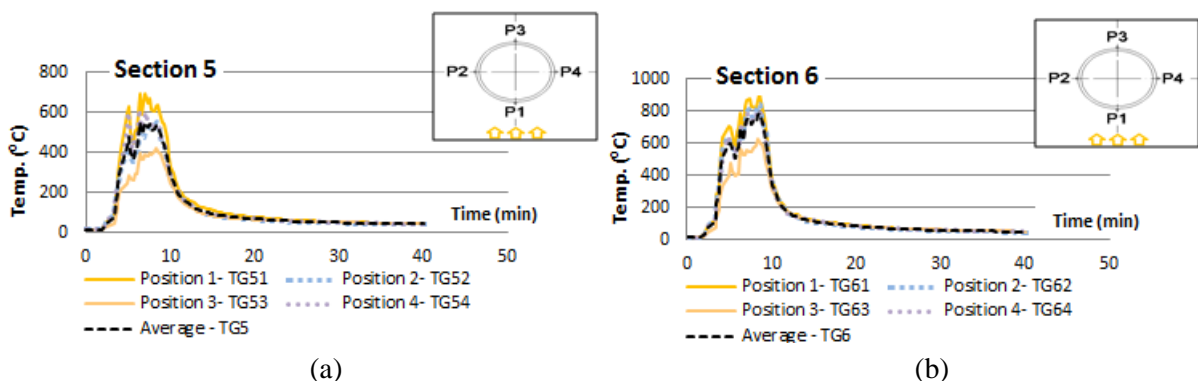 Section 5
800
600
400
200
0
Temp. (°C)
0 10 20 30 40 50
Time (min)
P3
P2 P4
P1
Position 1- TG51 Position 2- TG52
Position 3- TG53 Position 4- TG54
Average - TG5
(a)
Section 6
1000
800
600
400
200
0
Temp. (°C)
0 10 20 30 40 50
Time (min)
P3
P2 P4
P1
Position 1- TG61 Position 2- TG62
Position 3- TG63 Position 4- TG64
Average - TG6
(b)